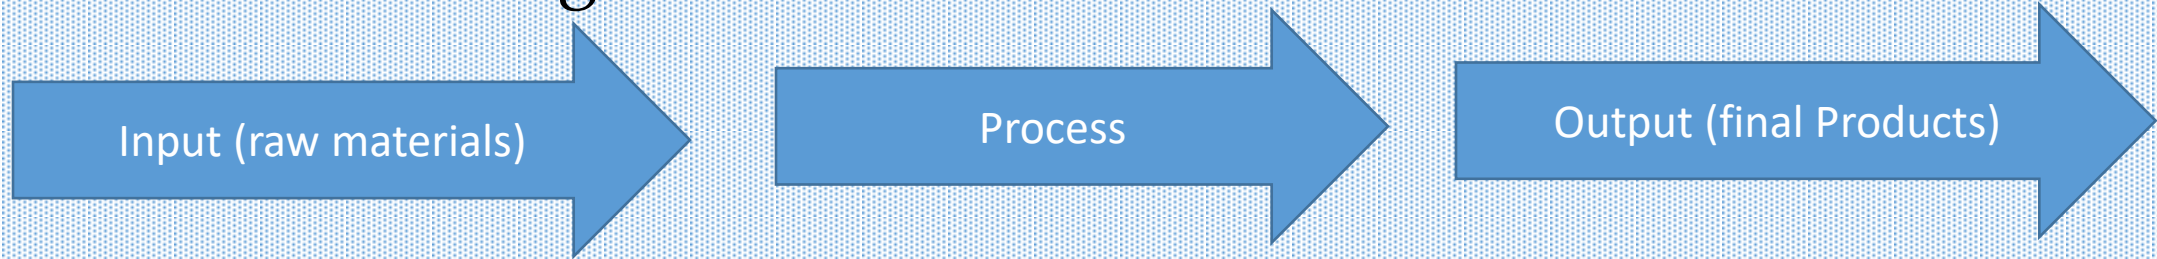 Input (raw materials)
Process
Output (final Products)